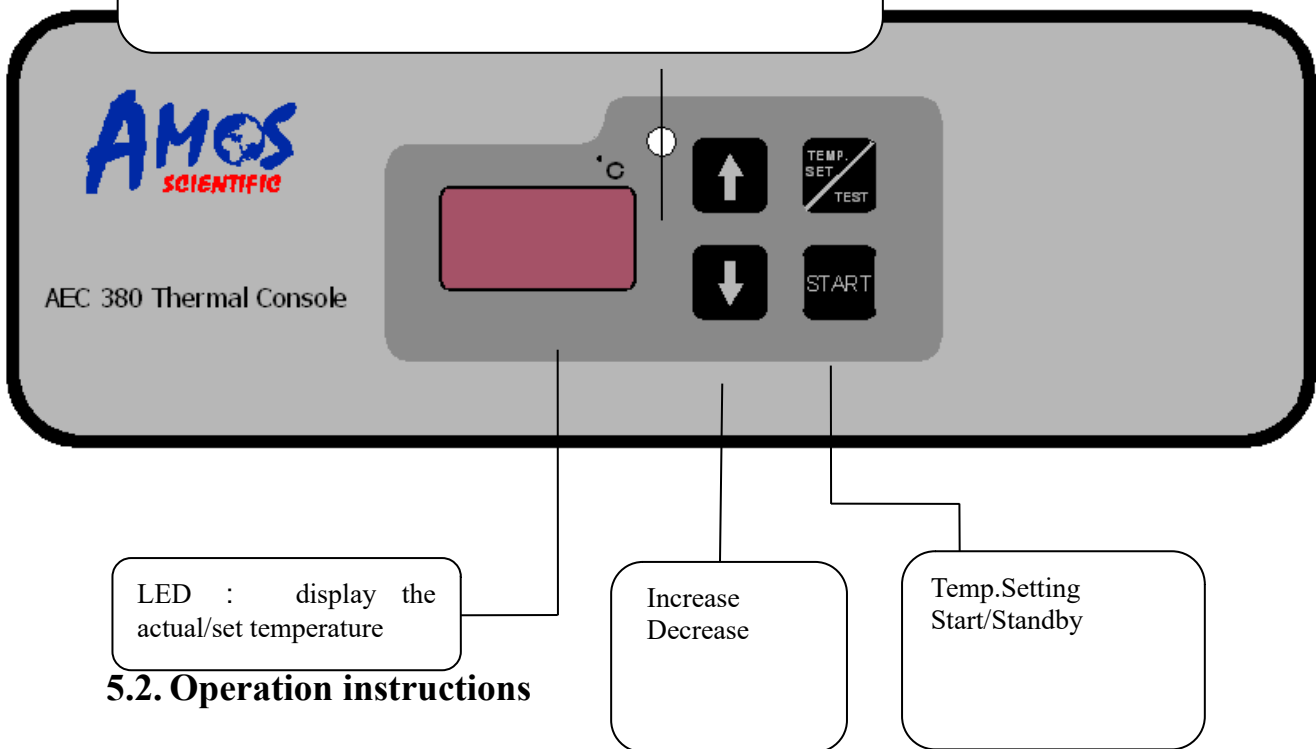 AMOS
SCIENTIFIC
°C
TEMP.
SET
TEST
AEC 380 Thermal Console
START
LED : display the
actual/set temperature
Increase
Decrease
Temp.Setting
Start/Standby
5.2. Operation instructions